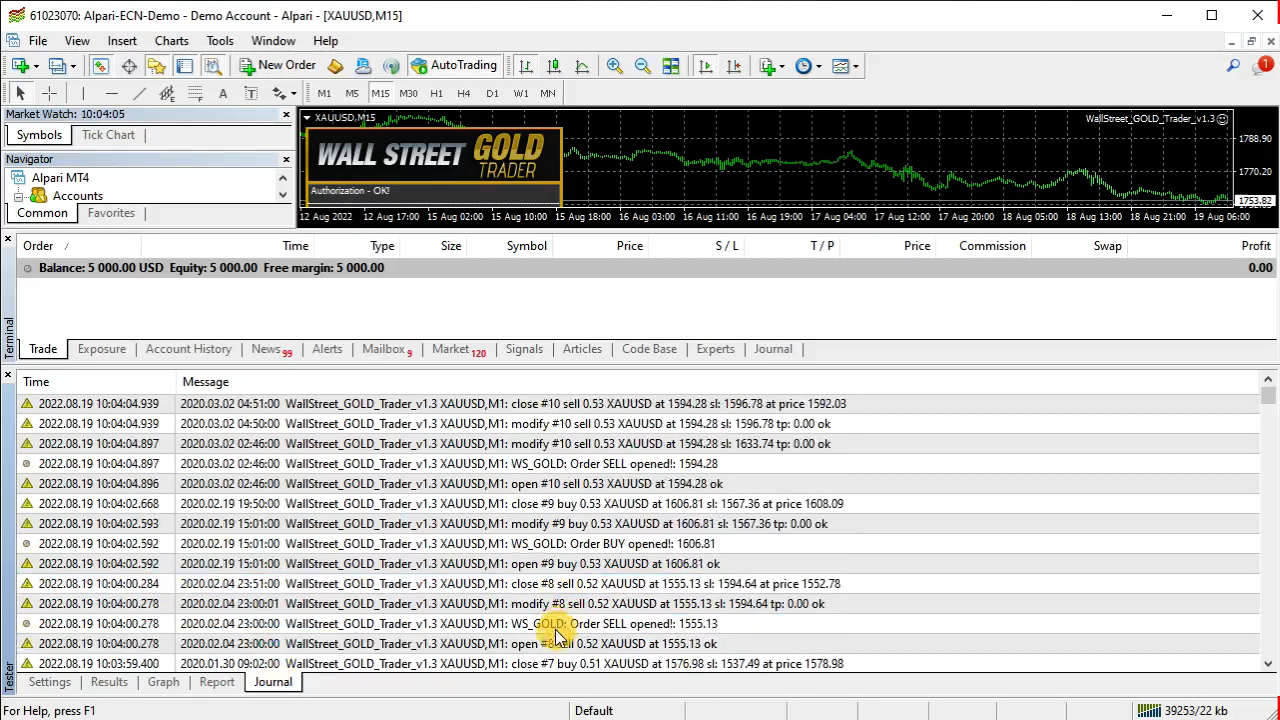 61023070: Alpari-ECN-Demo - Demo Account - Alpari - [XAUUSD,M15]
File View Insert Charts Tools Window Help
New Order AutoTrading 1
A T M1 M5 M15 M30 H1 H4 D1 W1 MN
Market Watch: 10:04:05
Symbols Tick Chart
Navigator
Alpari MT4
Accounts
Common Favorites
XAUUSD,M15 WallStreet_GOLD_Trader_v1.3
WALL STREET GOLD
TRADER
Authorization - OK!
1788.90
1770.20
1753.82
12 Aug 2022 12 Aug 17:00 15 Aug 02:00 15 Aug 10:00 15 Aug 18:00 16 Aug 03:00 16 Aug 11:00 16 Aug 19:00 17 Aug 04:00 17 Aug 12:00 17 Aug 20:00 18 Aug 05:00 18 Aug 13:00 18 Aug 21:00 19 Aug 06:00
Order / Time Type Size Symbol Price S / L T / P Price Commission Swap Profit
Balance: 5 000.00 USD Equity: 5 000.00 Free margin: 5 000.00 0.00
Terminal
Trade Exposure Account History News 99 Alerts Mailbox 9 Market 120 Signals Articles Code Base Experts Journal
Time Message
2022.08.19 10:04:04.939 2020.03.02 04:51:00 WallStreet_GOLD_Trader_v1.3 XAUUSD,M1: close #10 sell 0.53 XAUUSD at 1594.28 sl: 1596.78 at price 1592.03
2022.08.19 10:04:04.939 2020.03.02 04:50:00 WallStreet_GOLD_Trader_v1.3 XAUUSD,M1: modify #10 sell 0.53 XAUUSD at 1594.28 sl: 1596.78 tp: 0.00 ok
2022.08.19 10:04:04.897 2020.03.02 02:46:00 WallStreet_GOLD_Trader_v1.3 XAUUSD,M1: modify #10 sell 0.53 XAUUSD at 1594.28 sl: 1633.74 tp: 0.00 ok
2022.08.19 10:04:04.897 2020.03.02 02:46:00 WallStreet_GOLD_Trader_v1.3 XAUUSD,M1: WS_GOLD: Order SELL opened!: 1594.28
2022.08.19 10:04:04.896 2020.03.02 02:46:00 WallStreet_GOLD_Trader_v1.3 XAUUSD,M1: open #10 sell 0.53 XAUUSD at 1594.28 ok
2022.08.19 10:04:02.668 2020.02.19 19:50:00 WallStreet_GOLD_Trader_v1.3 XAUUSD,M1: close #9 buy 0.53 XAUUSD at 1606.81 sl: 1567.36 at price 1608.09
2022.08.19 10:04:02.593 2020.02.19 15:01:00 WallStreet_GOLD_Trader_v1.3 XAUUSD,M1: modify #9 buy 0.53 XAUUSD at 1606.81 sl: 1567.36 tp: 0.00 ok
2022.08.19 10:04:02.592 2020.02.19 15:01:00 WallStreet_GOLD_Trader_v1.3 XAUUSD,M1: WS_GOLD: Order BUY opened!: 1606.81
2022.08.19 10:04:02.592 2020.02.19 15:01:00 WallStreet_GOLD_Trader_v1.3 XAUUSD,M1: open #9 buy 0.53 XAUUSD at 1606.81 ok
2022.08.19 10:04:00.284 2020.02.04 23:51:00 WallStreet_GOLD_Trader_v1.3 XAUUSD,M1: close #8 sell 0.52 XAUUSD at 1555.13 sl: 1594.64 at price 1552.78
2022.08.19 10:04:00.278 2020.02.04 23:00:01 WallStreet_GOLD_Trader_v1.3 XAUUSD,M1: modify #8 sell 0.52 XAUUSD at 1555.13 sl: 1594.64 tp: 0.00 ok
2022.08.19 10:04:00.278 2020.02.04 23:00:00 WallStreet_GOLD_Trader_v1.3 XAUUSD,M1: WS_GOLD: Order SELL opened!: 1555.13
2022.08.19 10:04:00.278 2020.02.04 23:00:00 WallStreet_GOLD_Trader_v1.3 XAUUSD,M1: open #8 sell 0.52 XAUUSD at 1555.13 ok
2022.08.19 10:03:59.400 2020.01.30 09:02:00 WallStreet_GOLD_Trader_v1.3 XAUUSD,M1: close #7 buy 0.51 XAUUSD at 1576.98 sl: 1537.49 at price 1578.98
Tester
Settings Results Graph Report Journal
For Help, press F1 Default 39253/22 kb